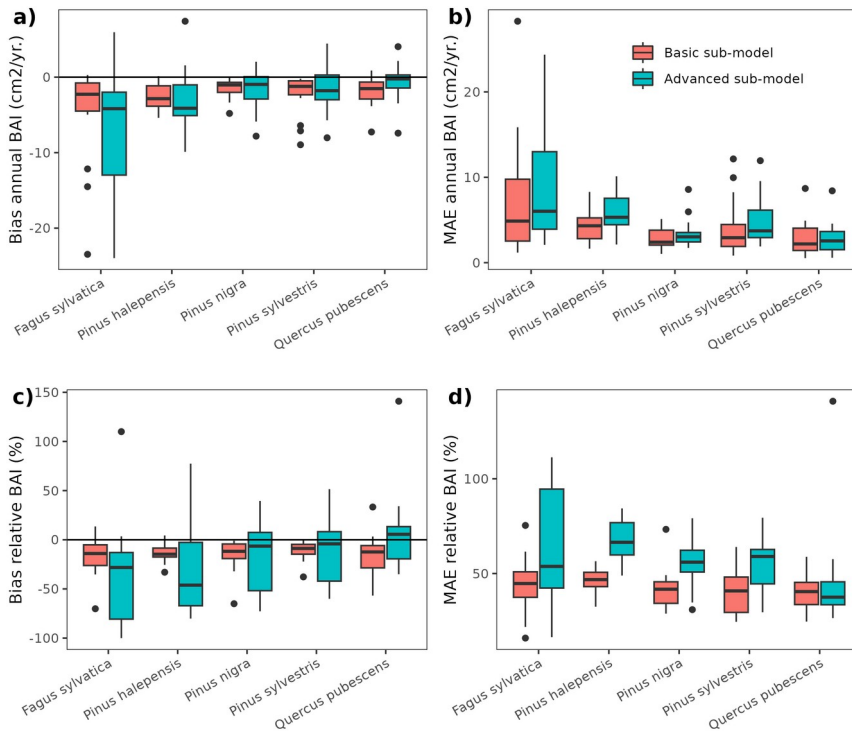 a)
Bias annual BAI (cm2/yr.)
0
-10
-20
Fagus sylvatica
Pinus halepensis
Pinus nigra
Pinus sylvestris
Quercus pubescens
b)
MAE annual BAI (cm2/yr.)
20
10
0
Basic sub-model
Advanced sub-model
Fagus sylvatica
Pinus halepensis
Pinus nigra
Pinus sylvestris
Quercus pubescens
c)
Bias relative BAI (%)
150
100
50
0
-50
-100
Fagus sylvatica
Pinus halepensis
Pinus nigra
Pinus sylvestris
Quercus pubescens
d)
MAE relative BAI (%)
100
50
Fagus sylvatica
Pinus halepensis
Pinus nigra
Pinus sylvestris
Quercus pubescens